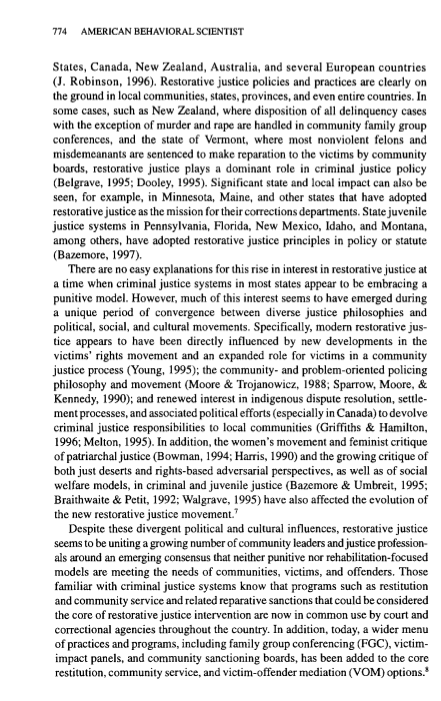 774 AMERICAN BEHAVIORAL SCIENTIST
States, Canada, New Zealand, Australia, and several European countries
(J. Robinson, 1996). Restorative justice policies and practices are clearly on
the ground in local communities, states, provinces, and even entire countries. In
some cases, such as New Zealand, where disposition of all delinquency cases
with the exception of murder and rape are handled in community family group
conferences, and the state of Vermont, where most nonviolent felons and
misdemeanants are sentenced to make reparation to the victims by community
boards, restorative justice plays a dominant role in criminal justice policy
(Belgrave, 1995; Dooley, 1995). Significant state and local impact can also be
seen, for example, in Minnesota, Maine, and other states that have adopted
restorative justice as the mission for their corrections departments. State juvenile
justice systems in Pennsylvania, Florida, New Mexico, Idaho, and Montana,
among others, have adopted restorative justice principles in policy or statute
(Bazemore, 1997).
There are no easy explanations for this rise in interest in restorative justice at
a time when criminal justice systems in most states appear to be embracing a
punitive model. However, much of this interest seems to have emerged during
a unique period of convergence between diverse justice philosophies and
political, social, and cultural movements. Specifically, modern restorative jus-
tice appears to have been directly influenced by new developments in the
victims' rights movement and an expanded role for victims in a community
justice process (Young, 1995); the community- and problem-oriented policing
philosophy and movement (Moore & Trojanowicz, 1988; Sparrow, Moore, &
Kennedy, 1990); and renewed interest in indigenous dispute resolution, settle-
ment processes, and associated political efforts (especially in Canada) to devolve
criminal justice responsibilities to local communities (Griffiths & Hamilton,
1996; Melton, 1995). In addition, the women's movement and feminist critique
of patriarchal justice (Bowman, 1994; Harris, 1990) and the growing critique of
both just deserts and rights-based adversarial perspectives, as well as of social
welfare models, in criminal and juvenile justice (Bazemore & Umbreit, 1995;
Braithwaite & Petit, 1992; Walgrave, 1995) have also affected the evolution of
the new restorative justice movement.7
Despite these divergent political and cultural influences, restorative justice
seems to be uniting a growing number of community leaders and justice profession-
als around an emerging consensus that neither punitive nor rehabilitation-focused
models are meeting the needs of communities, victims, and offenders. Those
familiar with criminal justice systems know that programs such as restitution
and community service and related reparative sanctions that could be considered
the core of restorative justice intervention are now in common use by court and
correctional agencies throughout the country. In addition, today, a wider menu
of practices and programs, including family group conferencing (FGC), victim-
impact panels, and community sanctioning boards, has been added to the core
restitution, community service, and victim-offender mediation (VOM) options.8